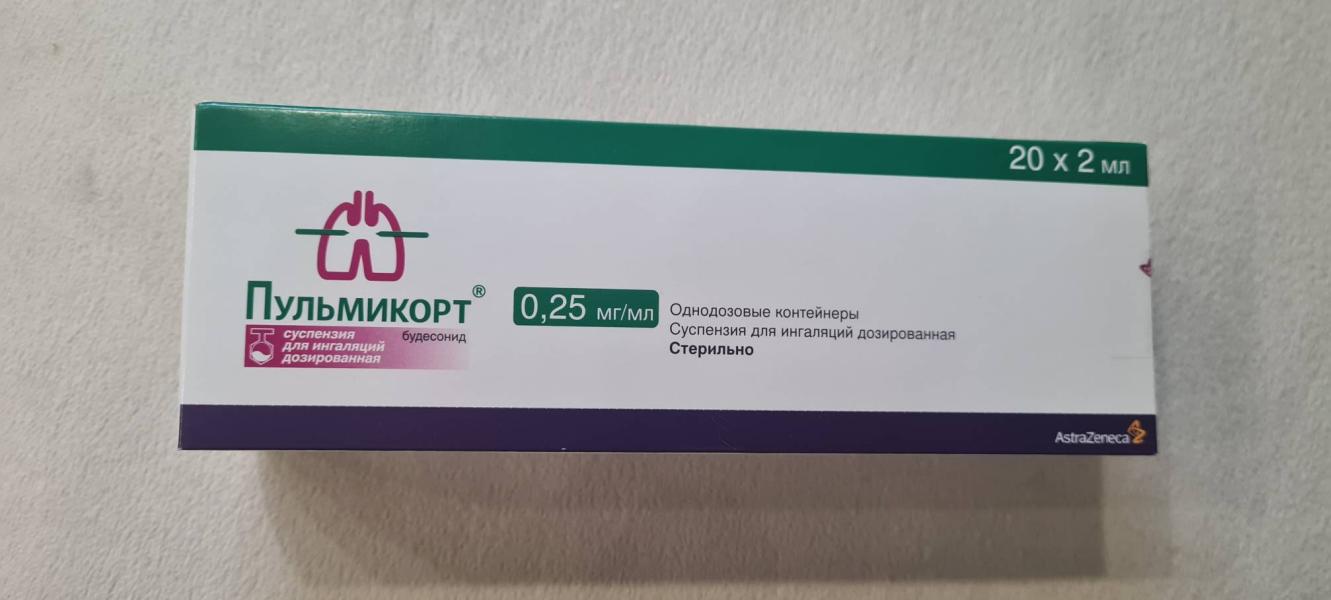 20 x 2 мл
Пульмикорт®
суспензия
для ингаляций
дозированная
будесонид
0,25 мг/мл
Однодозовые контейнеры
Суспензия для ингаляций дозированная
Стерильно
AstraZeneca